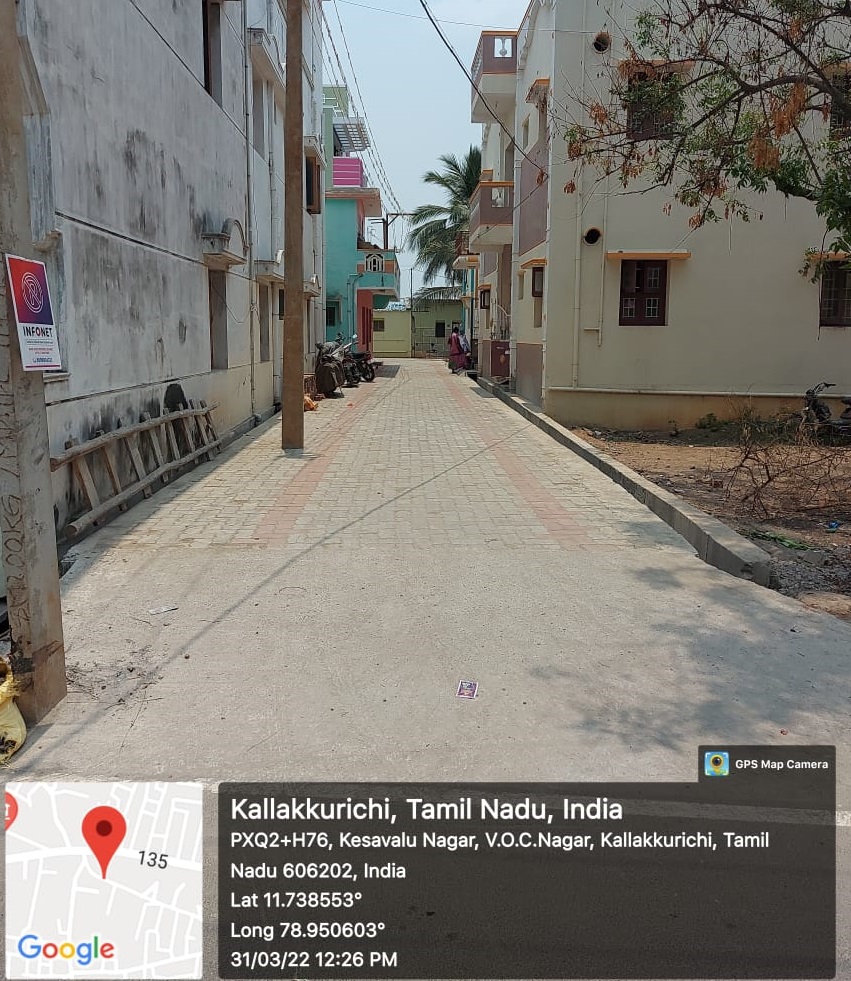 INFONET
GPS Map Camera
135
Google
Kallakkurichi, Tamil Nadu, India
PXQ2+H76, Kesavalu Nagar, V.O.C.Nagar, Kallakkurichi, Tamil
Nadu 606202, India
Lat 11.738553°
Long 78.950603°
31/03/22 12:26 PM